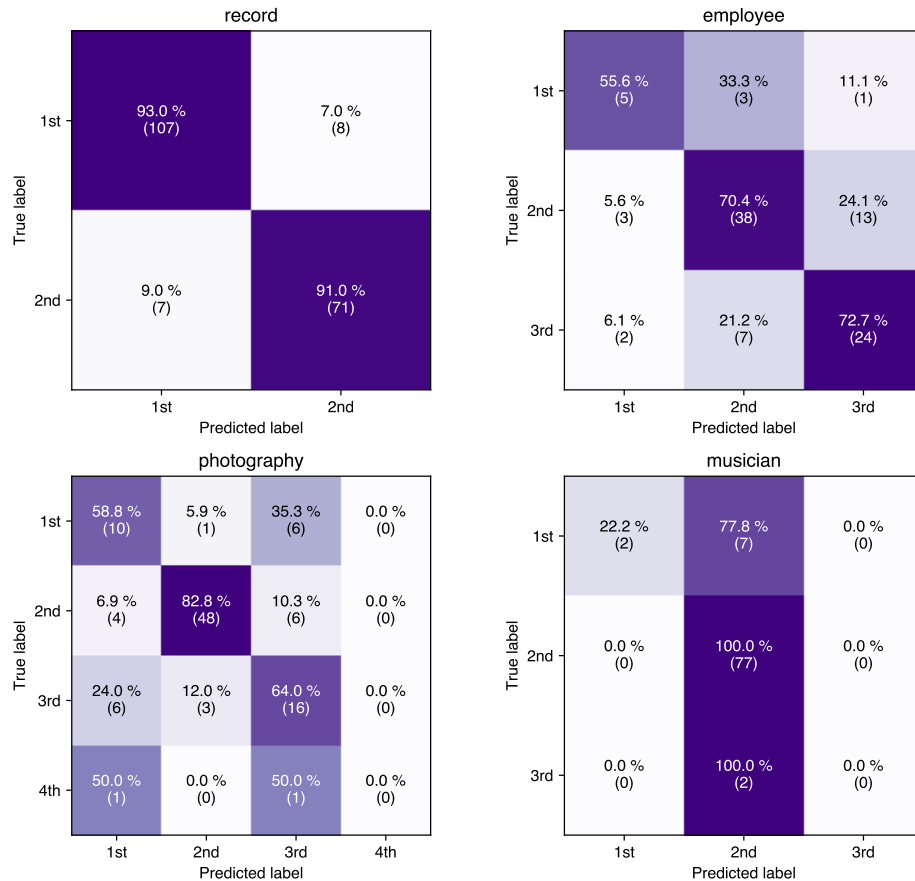 record
1st
93.0 %
(107)
7.0 %
(8)
2nd
9.0 %
(7)
91.0 %
(71)
True label
1st
2nd
Predicted label
employee
1st
55.6 %
(5)
33.3 %
(3)
11.1 %
(1)
2nd
5.6 %
(3)
70.4 %
(38)
24.1 %
(13)
3rd
6.1 %
(2)
21.2 %
(7)
72.7 %
(24)
True label
1st
2nd
3rd
Predicted label
photography
1st
58.8 %
(10)
5.9 %
(1)
35.3 %
(6)
0.0 %
(0)
2nd
6.9 %
(4)
82.8 %
(48)
10.3 %
(6)
0.0 %
(0)
3rd
24.0 %
(6)
12.0 %
(3)
64.0 %
(16)
0.0 %
(0)
4th
50.0 %
(1)
0.0 %
(0)
50.0 %
(1)
0.0 %
(0)
True label
1st
2nd
3rd
4th
Predicted label
musician
1st
22.2 %
(2)
77.8 %
(7)
0.0 %
(0)
2nd
0.0 %
(0)
100.0 %
(77)
0.0 %
(0)
3rd
0.0 %
(0)
100.0 %
(2)
0.0 %
(0)
True label
1st
2nd
3rd
Predicted label